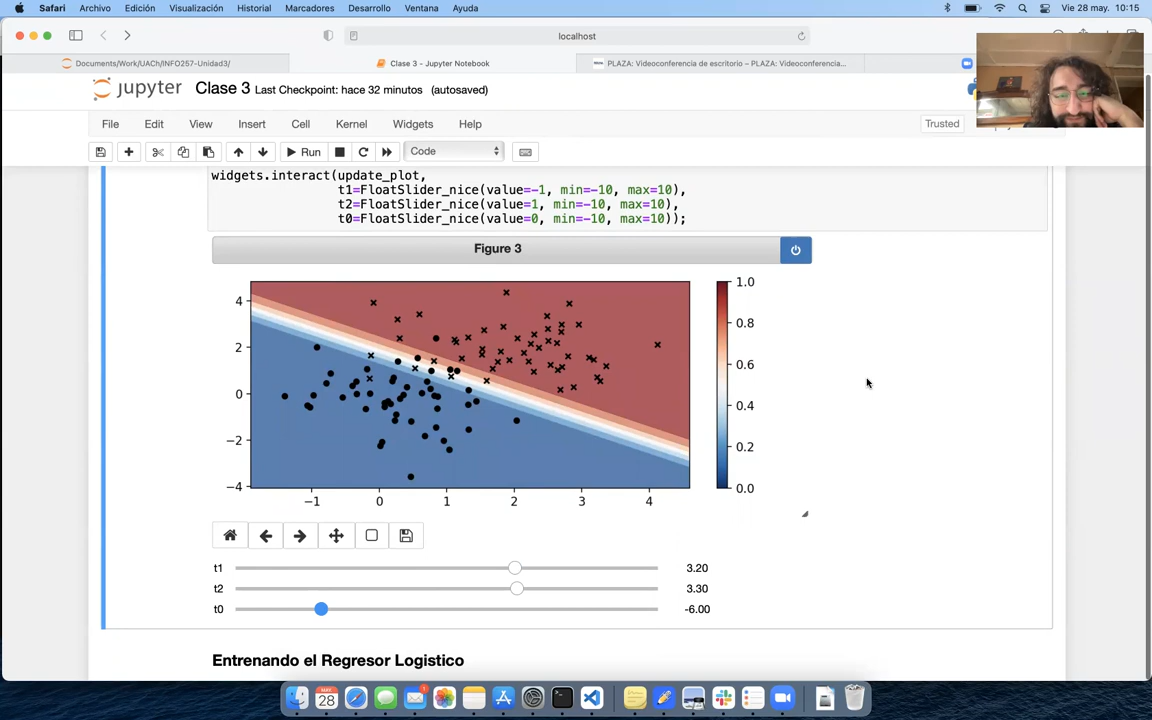 Safari Archivo Edición Visualización Historial Marcadores Desarrollo Ventana Ayuda Vie 28 may. 10:15
localhost
Documents/Work/UACh/INFO257-Unidad3/ Clase 3 - Jupyter Notebook PLAZA: Videoconferencia de escritorio – PLAZA: Videoconferencia...
jupyter Clase 3 Last Checkpoint: hace 32 minutos (autosaved)
File Edit View Insert Cell Kernel Widgets Help Trusted
Run Code
widgets.interact(update_plot,
t1=FloatSlider_nice(value=-1, min=-10, max=10),
t2=FloatSlider_nice(value=1, min=-10, max=10),
t0=FloatSlider_nice(value=0, min=-10, max=10));
Figure 3
4
2
0
−2
−4
−1 0 1 2 3 4
1.0
0.8
0.6
0.4
0.2
0.0
t1 3.20
t2 3.30
t0 -6.00
Entrenando el Regresor Logistico
MAY.
28
1